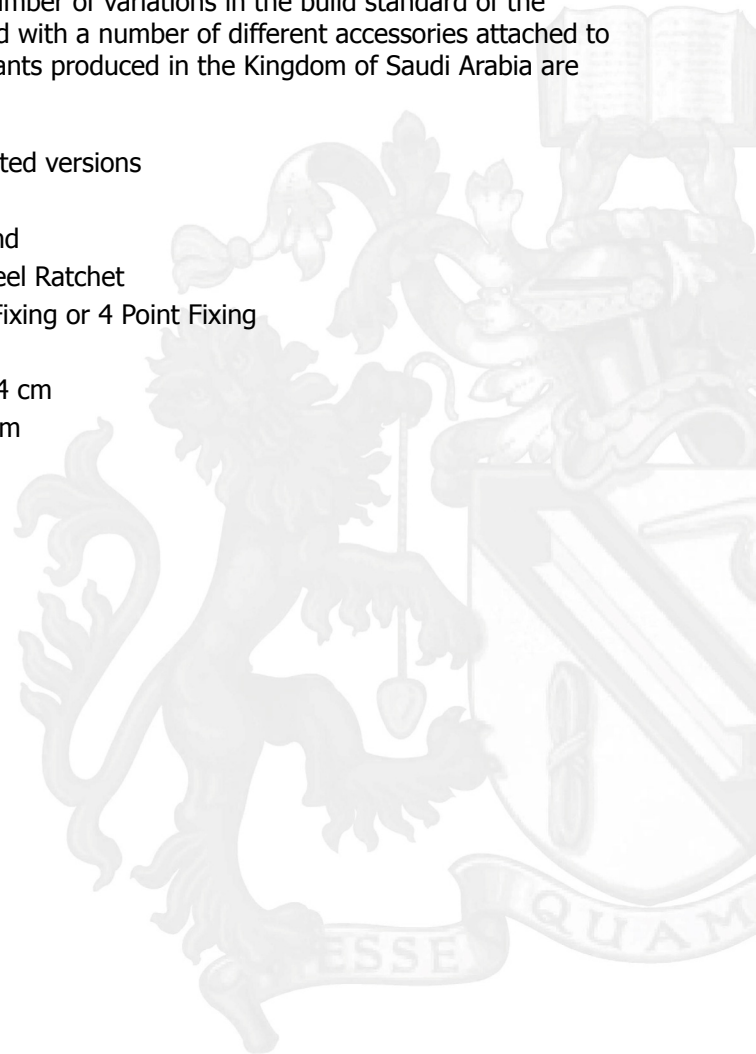 umber of variations in the build standard of the
d with a number of different accessories attached to
ants produced in the Kingdom of Saudi Arabia are
ted versions
nd
eel Ratchet
Fixing or 4 Point Fixing
4 cm
m
ESSE QUAM